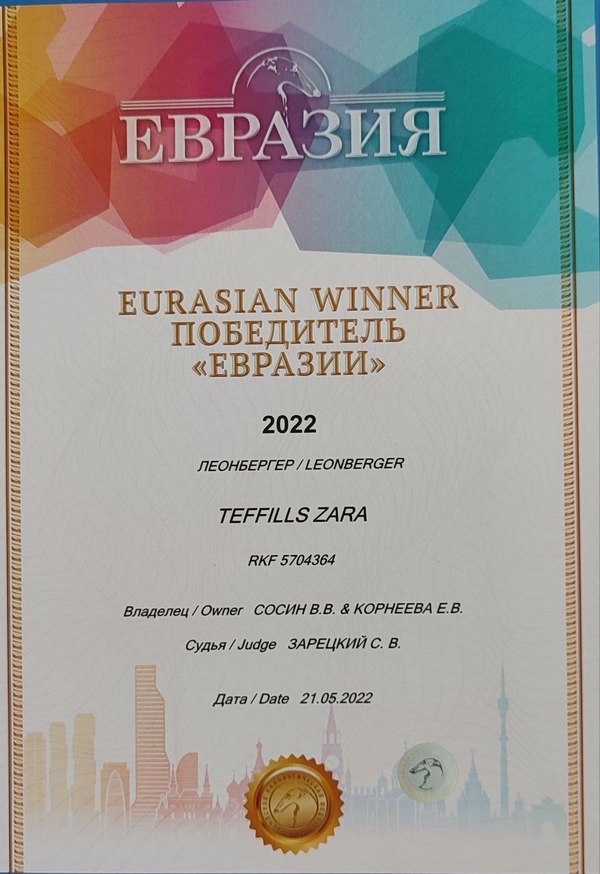 ЕВРАЗИЯ
EURASIAN WINNER
ПОБЕДИТЕЛЬ
«ЕВРАЗИИ»
2022
ЛЕОНБЕРГЕР / LEONBERGER
TEFFILLS ZARA
RKF 5704364
Владелец / Owner СОСИН В.В. & КОРНЕЕВА Е.В.
Судья / Judge ЗАРЕЦКИЙ С. В.
Дата / Date 21.05.2022